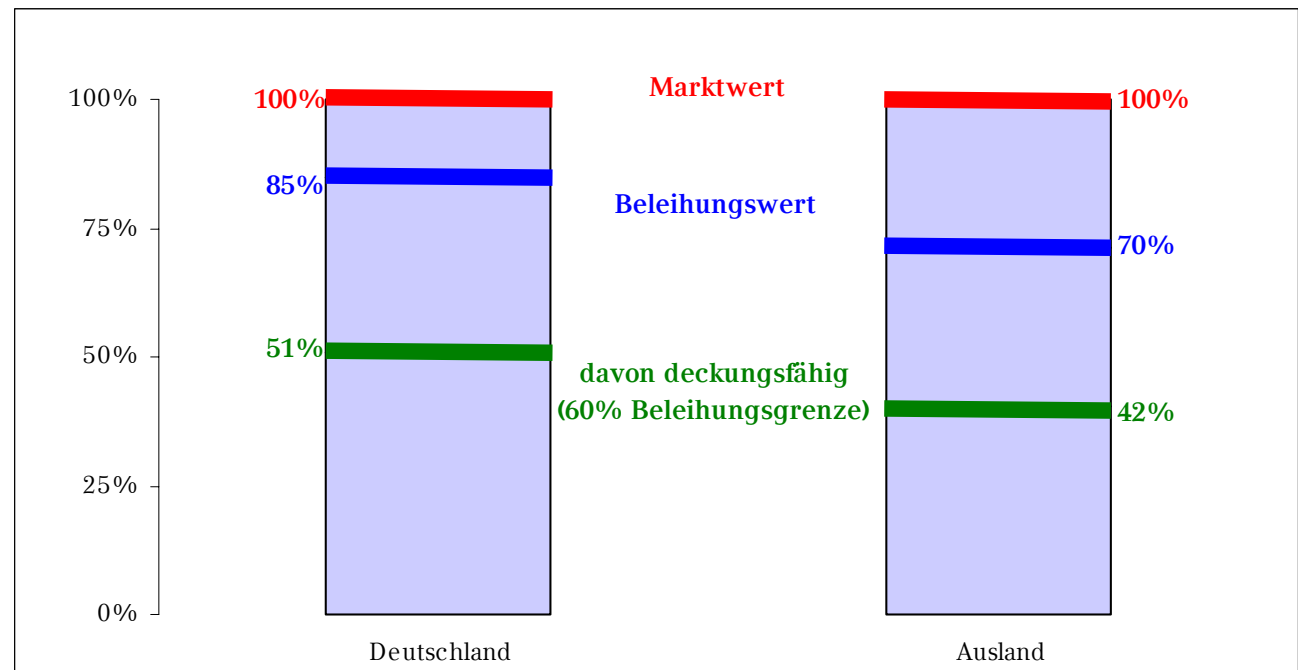 100%
75%
50%
25%
0%
100%
85%
51%
Marktwert
Beleihungswert
davon deckungsfähig
(60% Beleihungsgrenze)
100%
70%
42%
Deutschland
Ausland